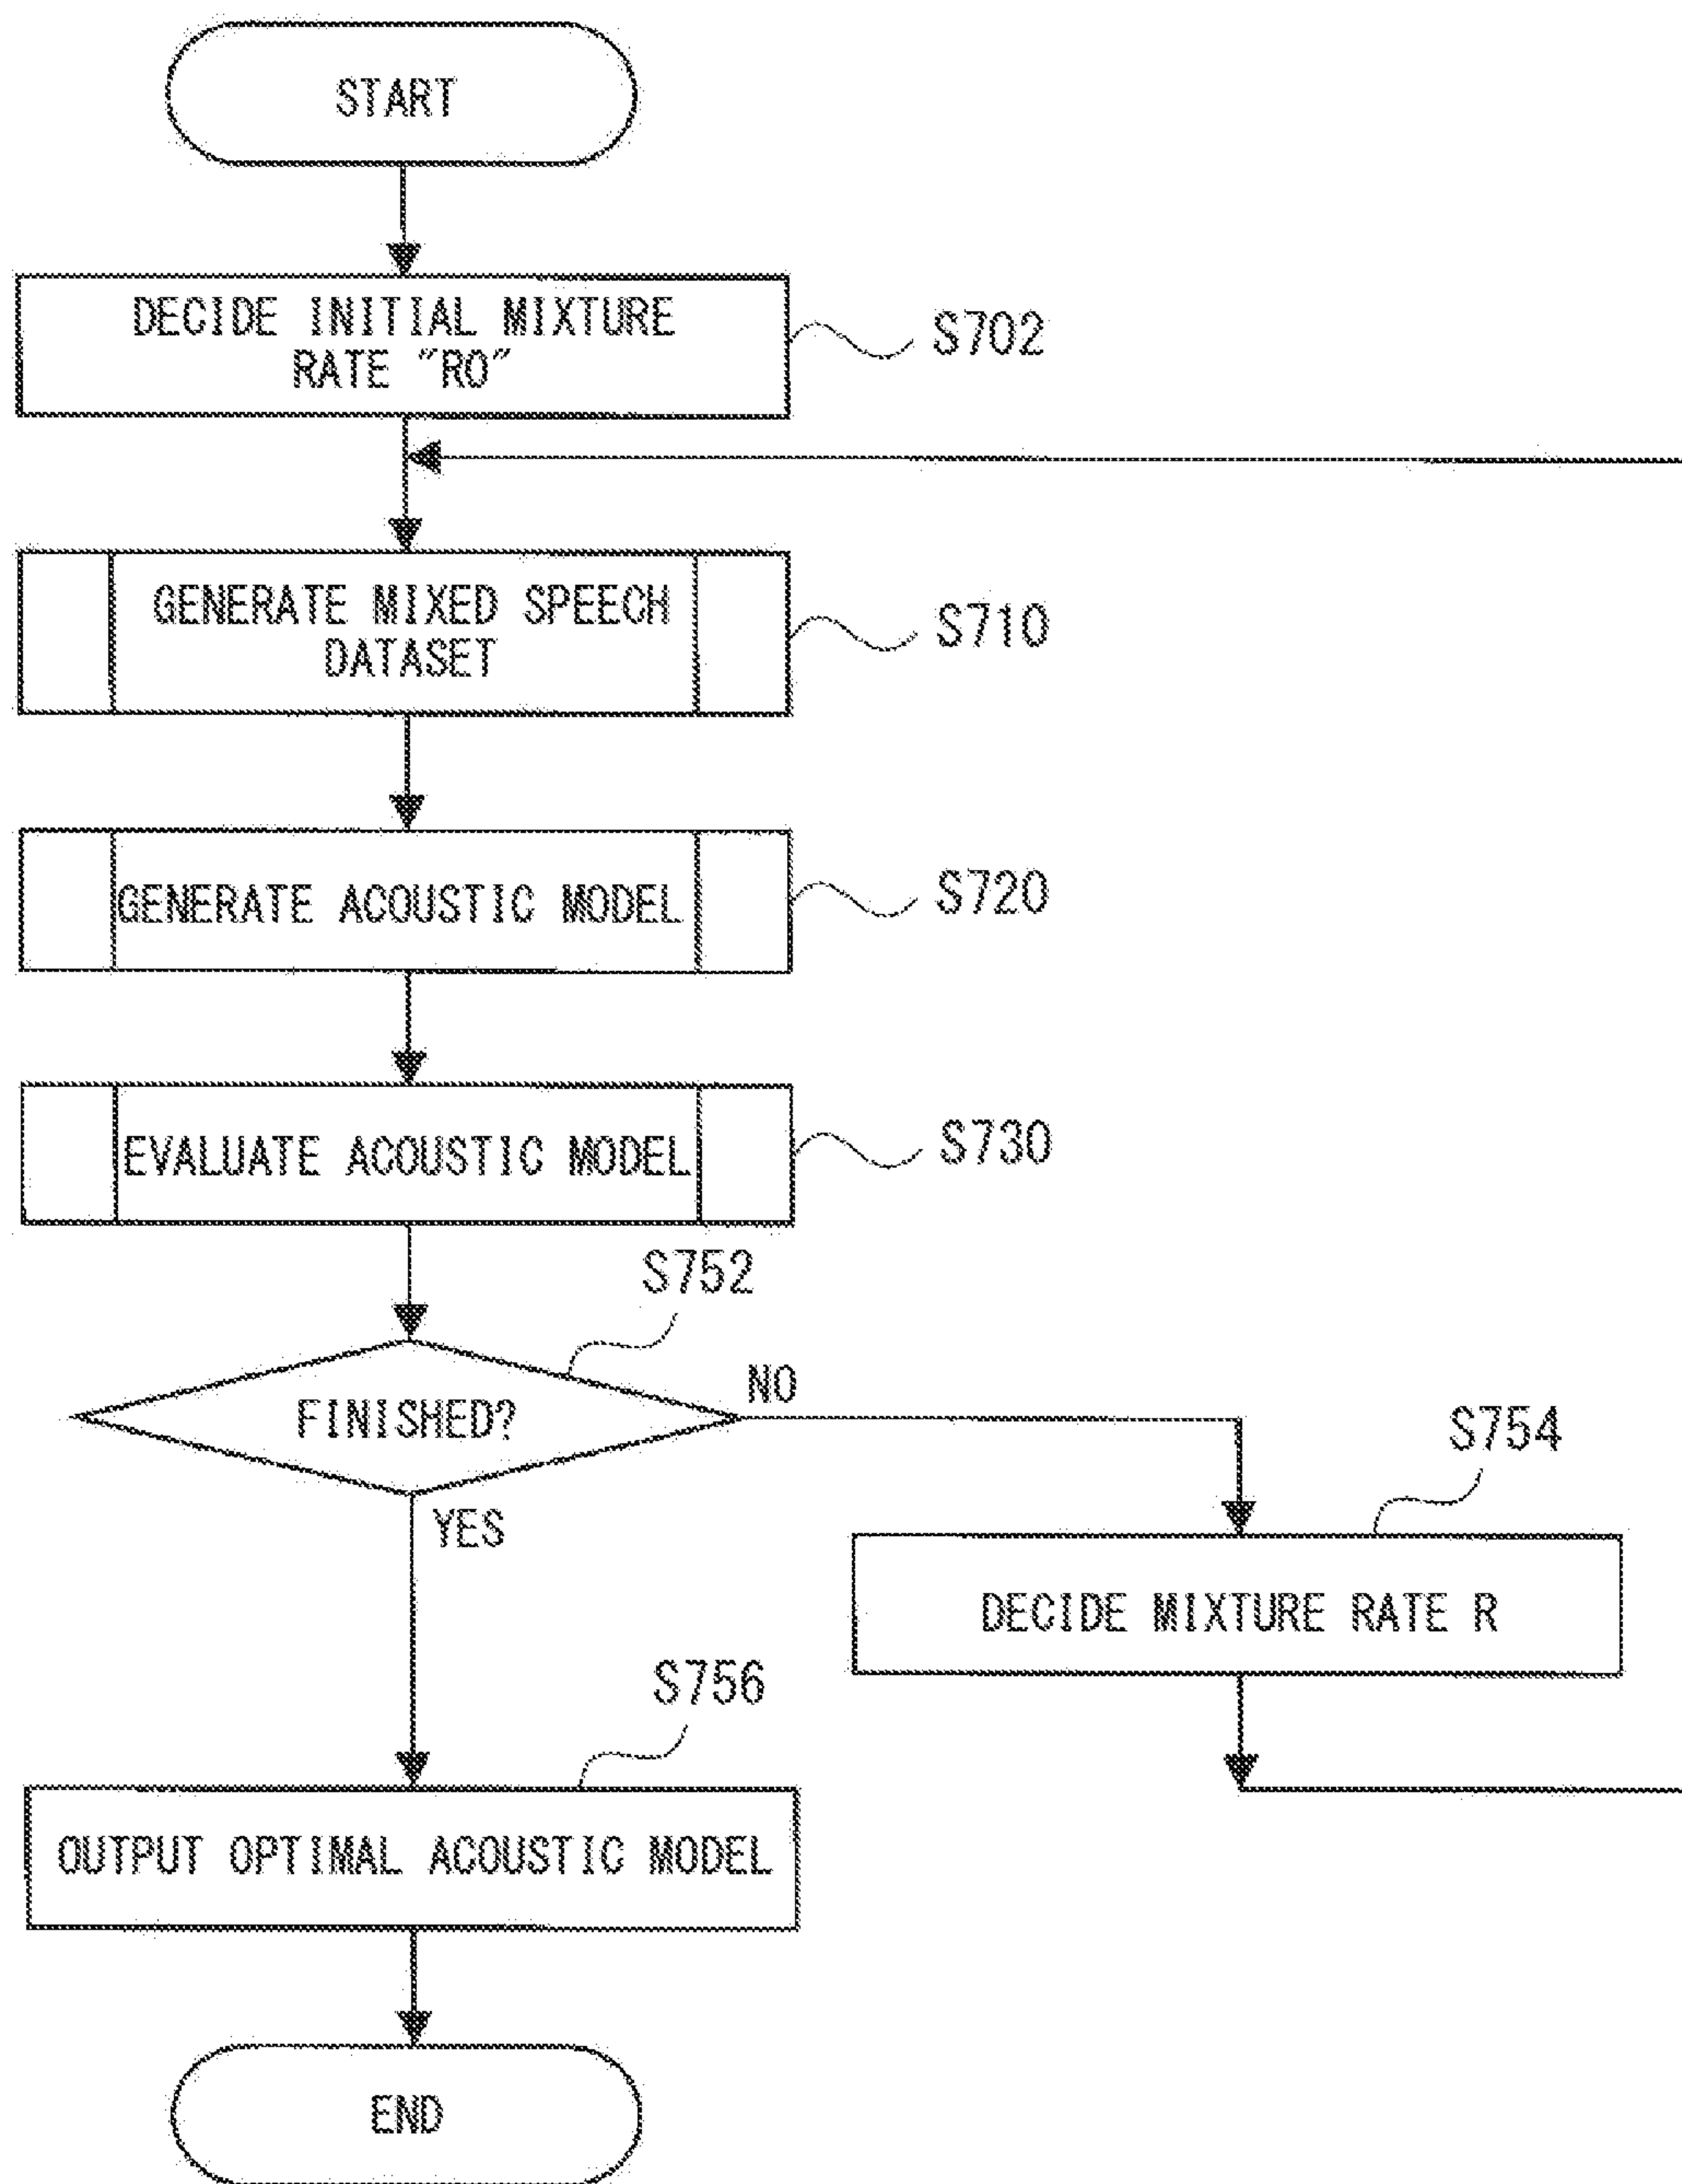 START
DECIDE INITIAL MIXTURE
RATE "R0"
S702
GENERATE MIXED SPEECH
DATASET
S710
GENERATE ACOUSTIC MODEL
S720
EVALUATE ACOUSTIC MODEL
S730
S752
FINISHED?
NO
YES
S754
DECIDE MIXTURE RATE R
S756
OUTPUT OPTIMAL ACOUSTIC MODEL
END